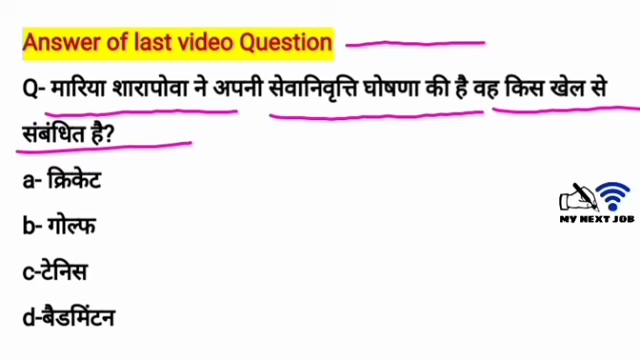 Answer of last video Question
Q- मारिया शारापोवा ने अपनी सेवानिवृत्ति घोषणा की है वह किस खेल से
संबंधित है?
a- क्रिकेट
b- गोल्फ
c-टेनिस
d-बैडमिंटन
MY NEXT JOB